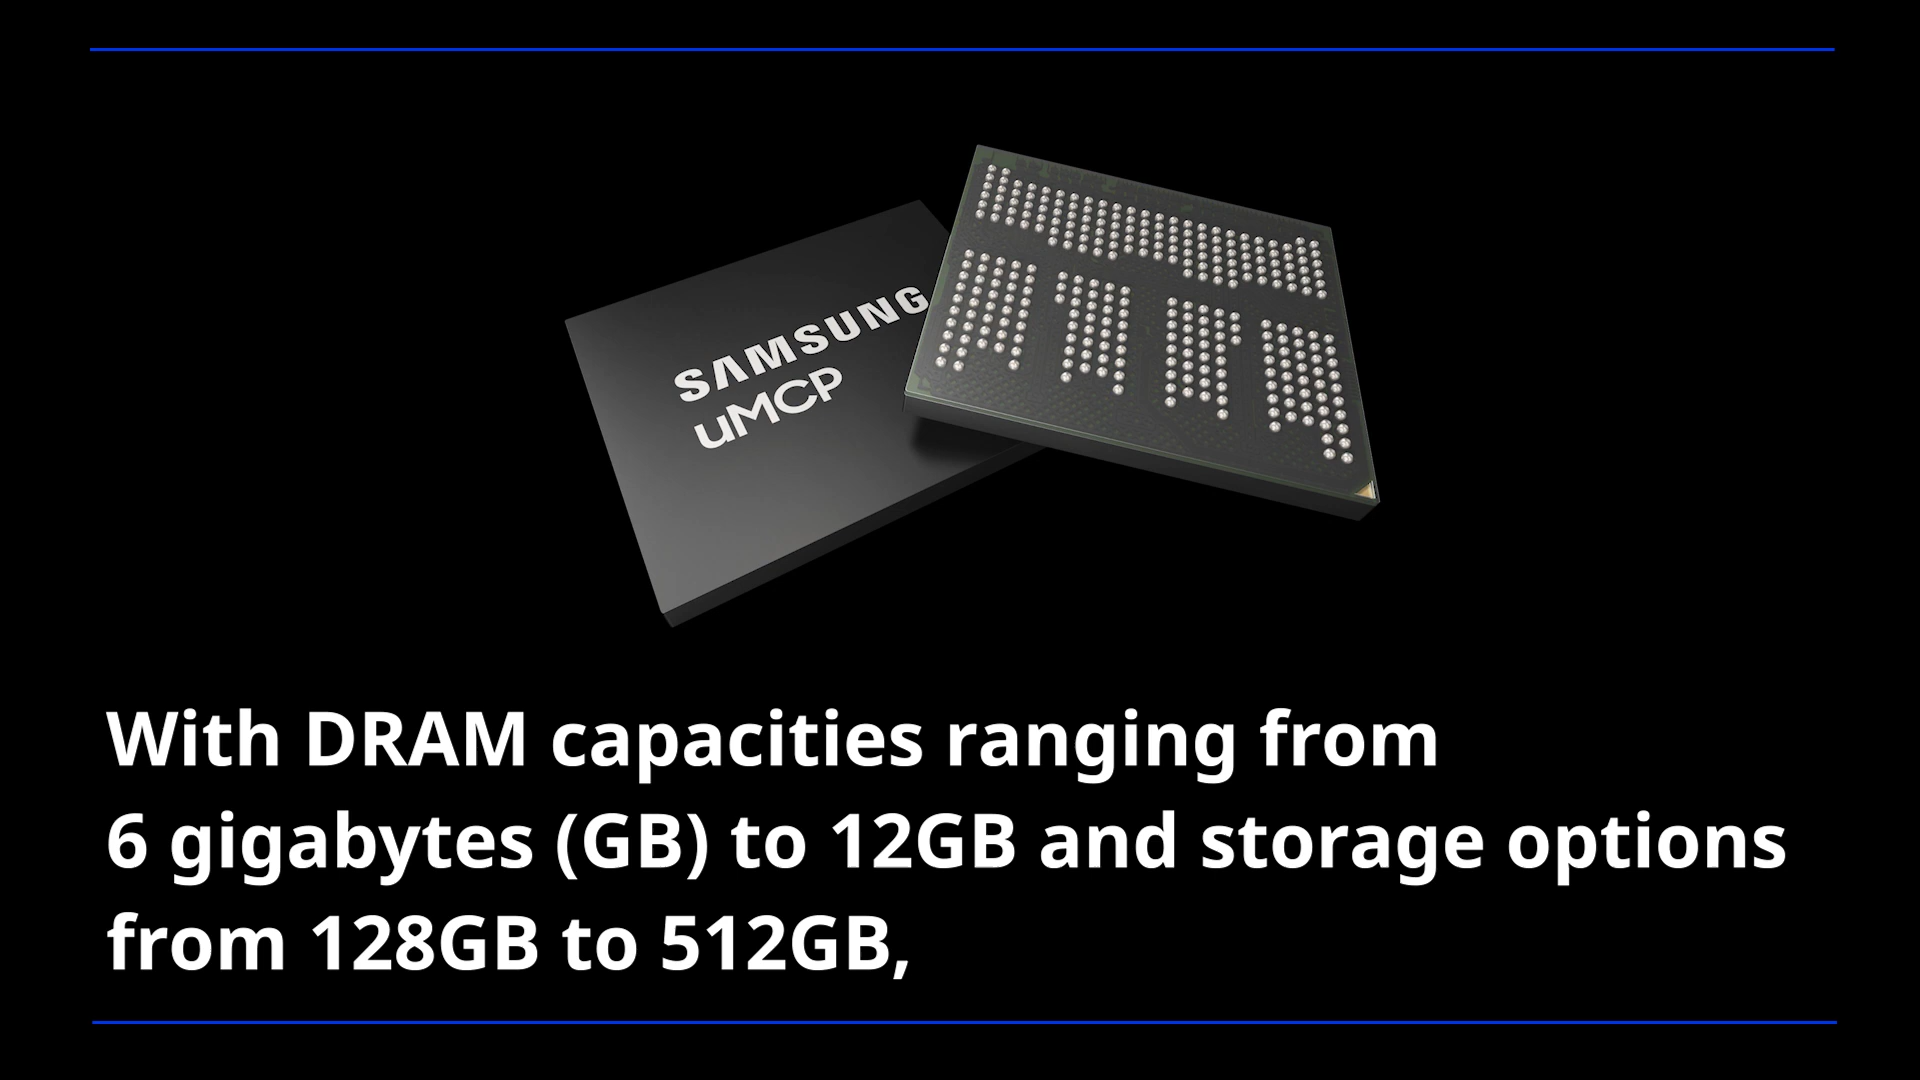 SAMSUNG
uMCP
With DRAM capacities ranging from
6 gigabytes (GB) to 12GB and storage options
from 128GB to 512GB,